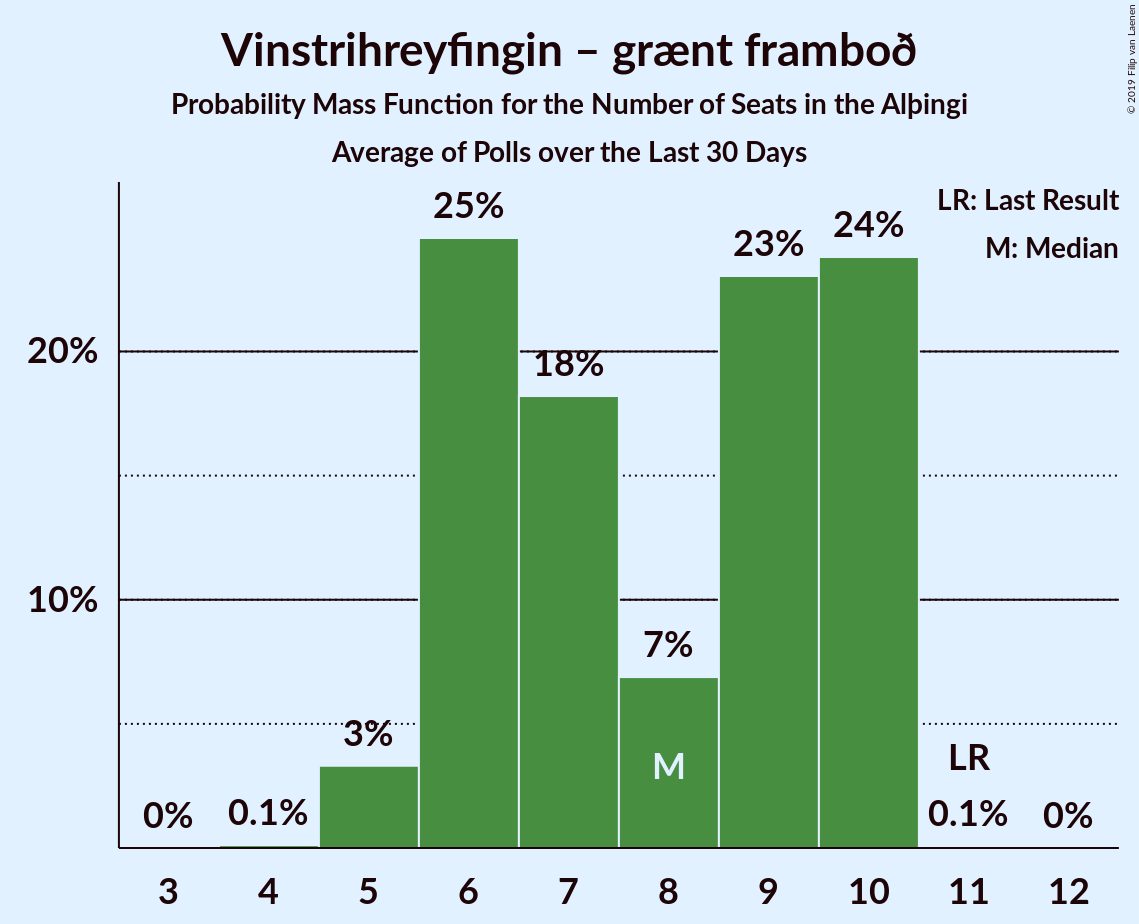 Vinstrihreyfingin – grænt framboð
Probability Mass Function for the Number of Seats in the Alþingi
Average of Polls over the Last 30 Days
© 2019 Filip van Laenen
LR: Last Result
M: Median
25%
24%
23%
20%
18%
10%
7%
3%
M
LR
0%
0.1%
0.1%
0%
3
4
5
6
7
8
9
10
11
12